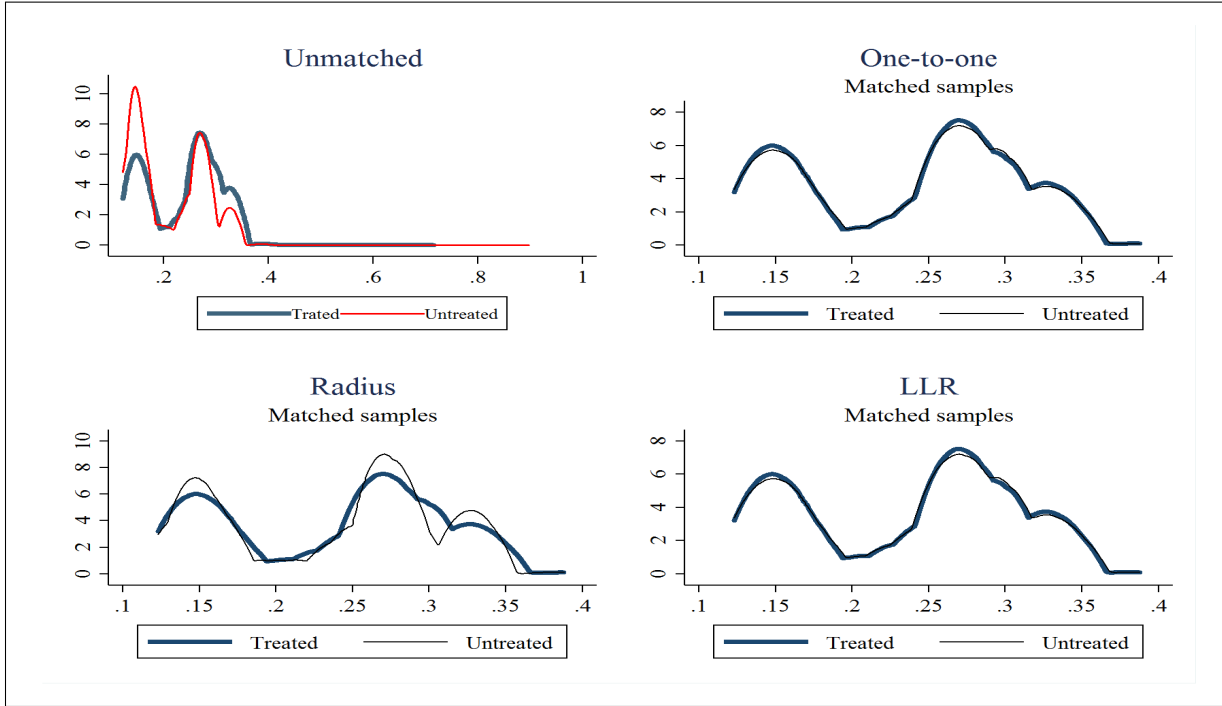 Unmatched
0 2 4 6 8 10
.2 .4 .6 .8 1
Trated Untreated
One-to-one
Matched samples
0 2 4 6 8
.1 .15 .2 .25 .3 .35 .4
Treated Untreated
Radius
Matched samples
0 2 4 6 8 10
.1 .15 .2 .25 .3 .35 .4
Treated Untreated
LLR
Matched samples
0 2 4 6 8
.1 .15 .2 .25 .3 .35 .4
Treated Untreated